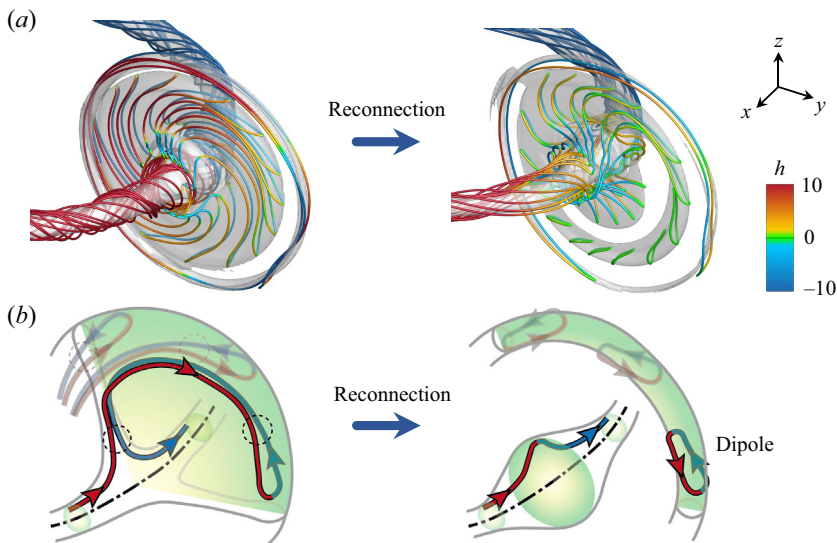 (a)
Reconnection
z
x
y
h
10
0
–10
(b)
Reconnection
Dipole